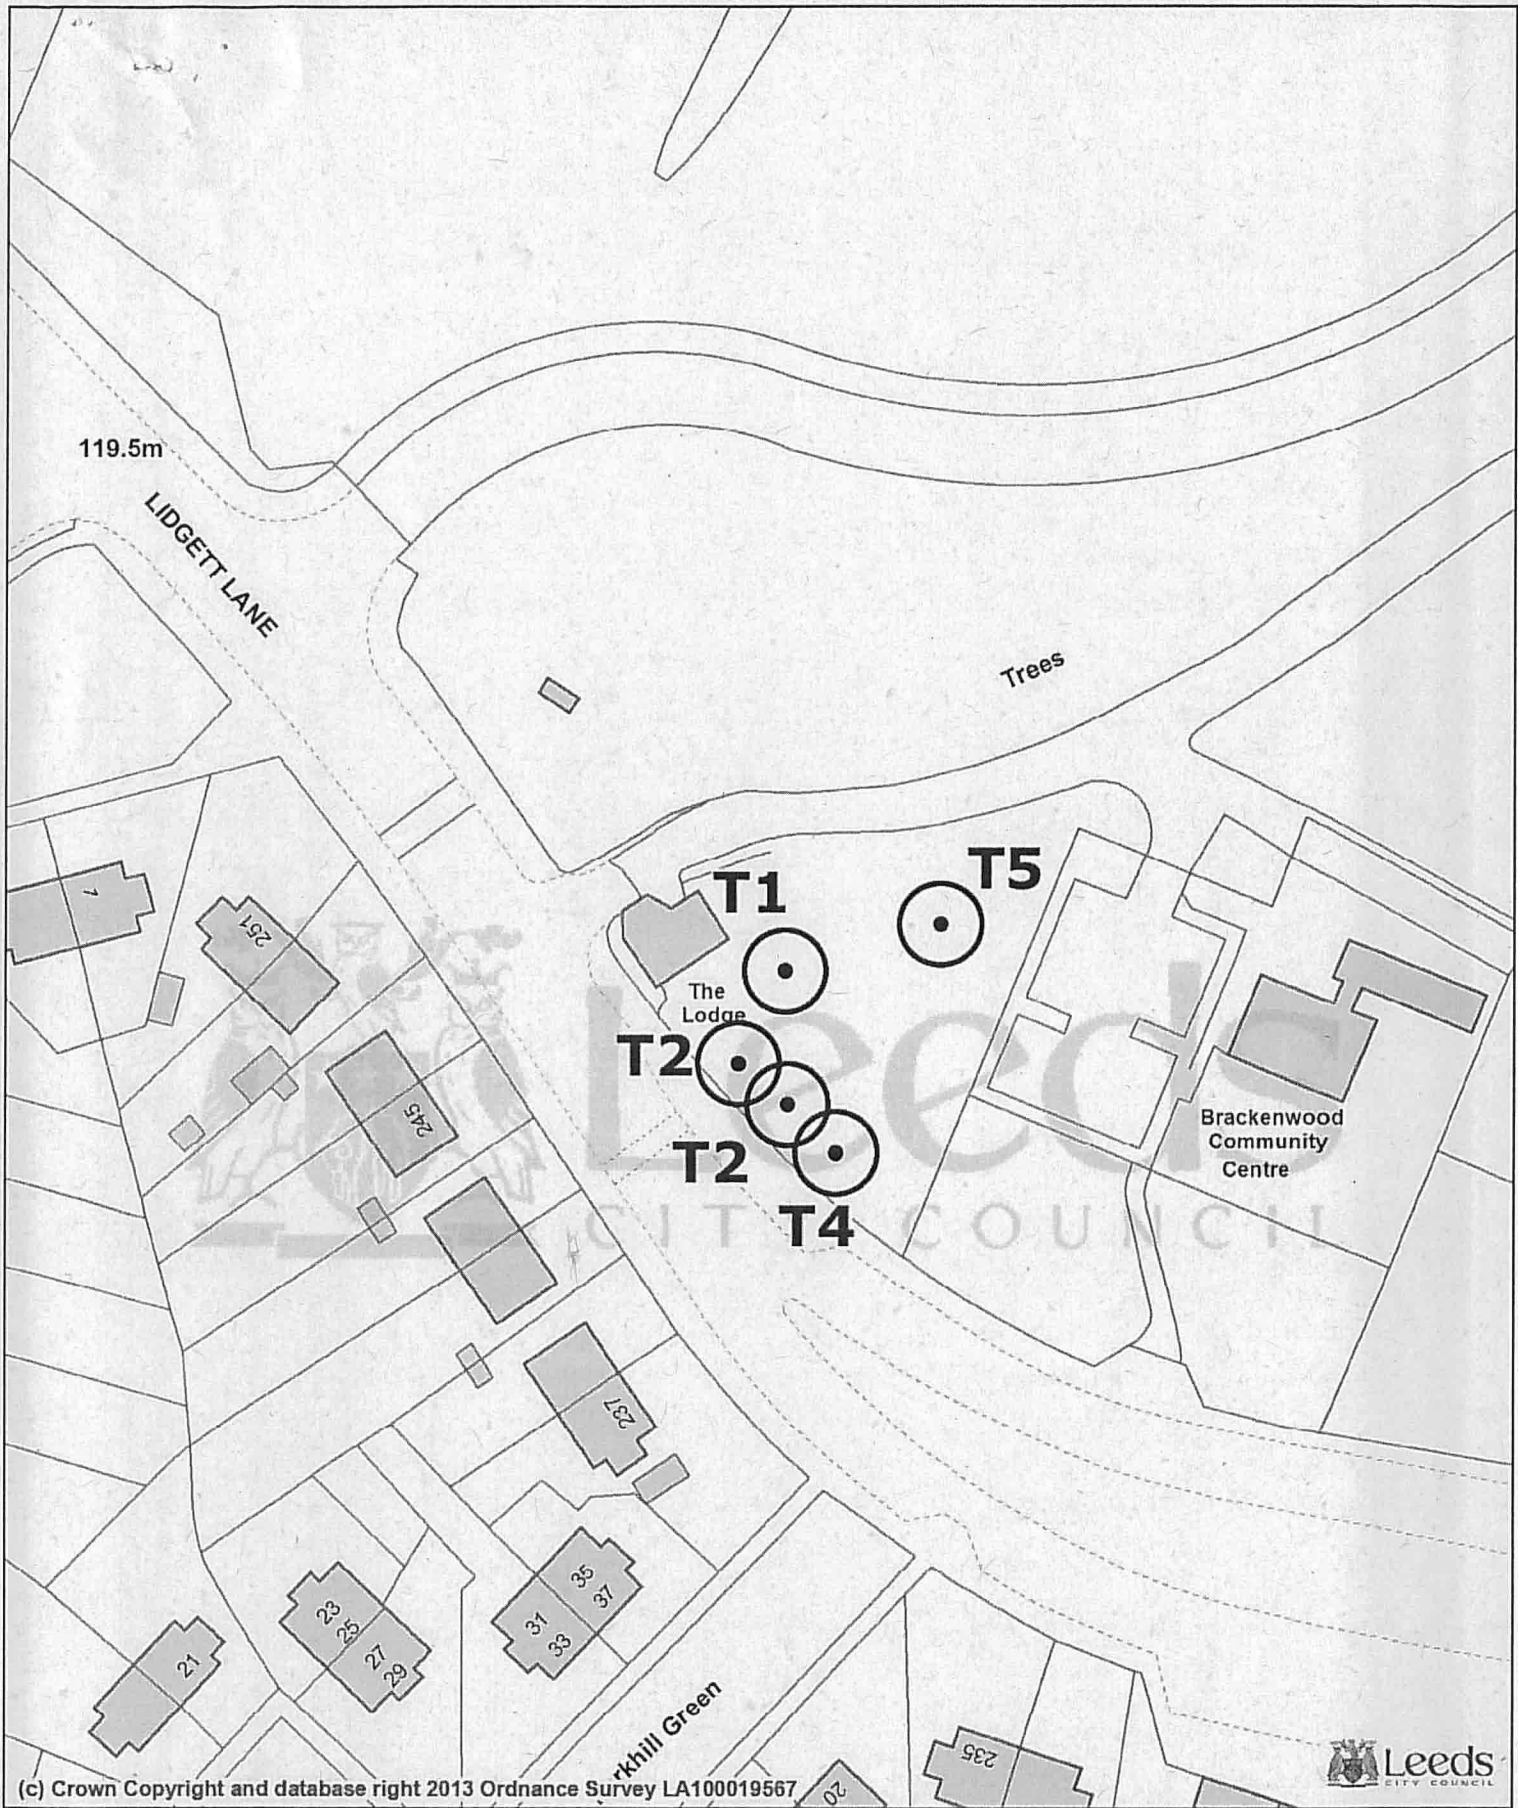 119.5m
LIDGETT LANE
Trees
T5
T1
7
251
The
Lodge
T2
Leeds
245
Brackenwood
Community
Centre
T2
T4
CITY COUNCIL
237
35
37
31
33
23
25
27
29
21
rkhill Green
235
20
Leeds
CITY COUNCIL
(c) Crown Copyright and database right 2013 Ordnance Survey LA100019567